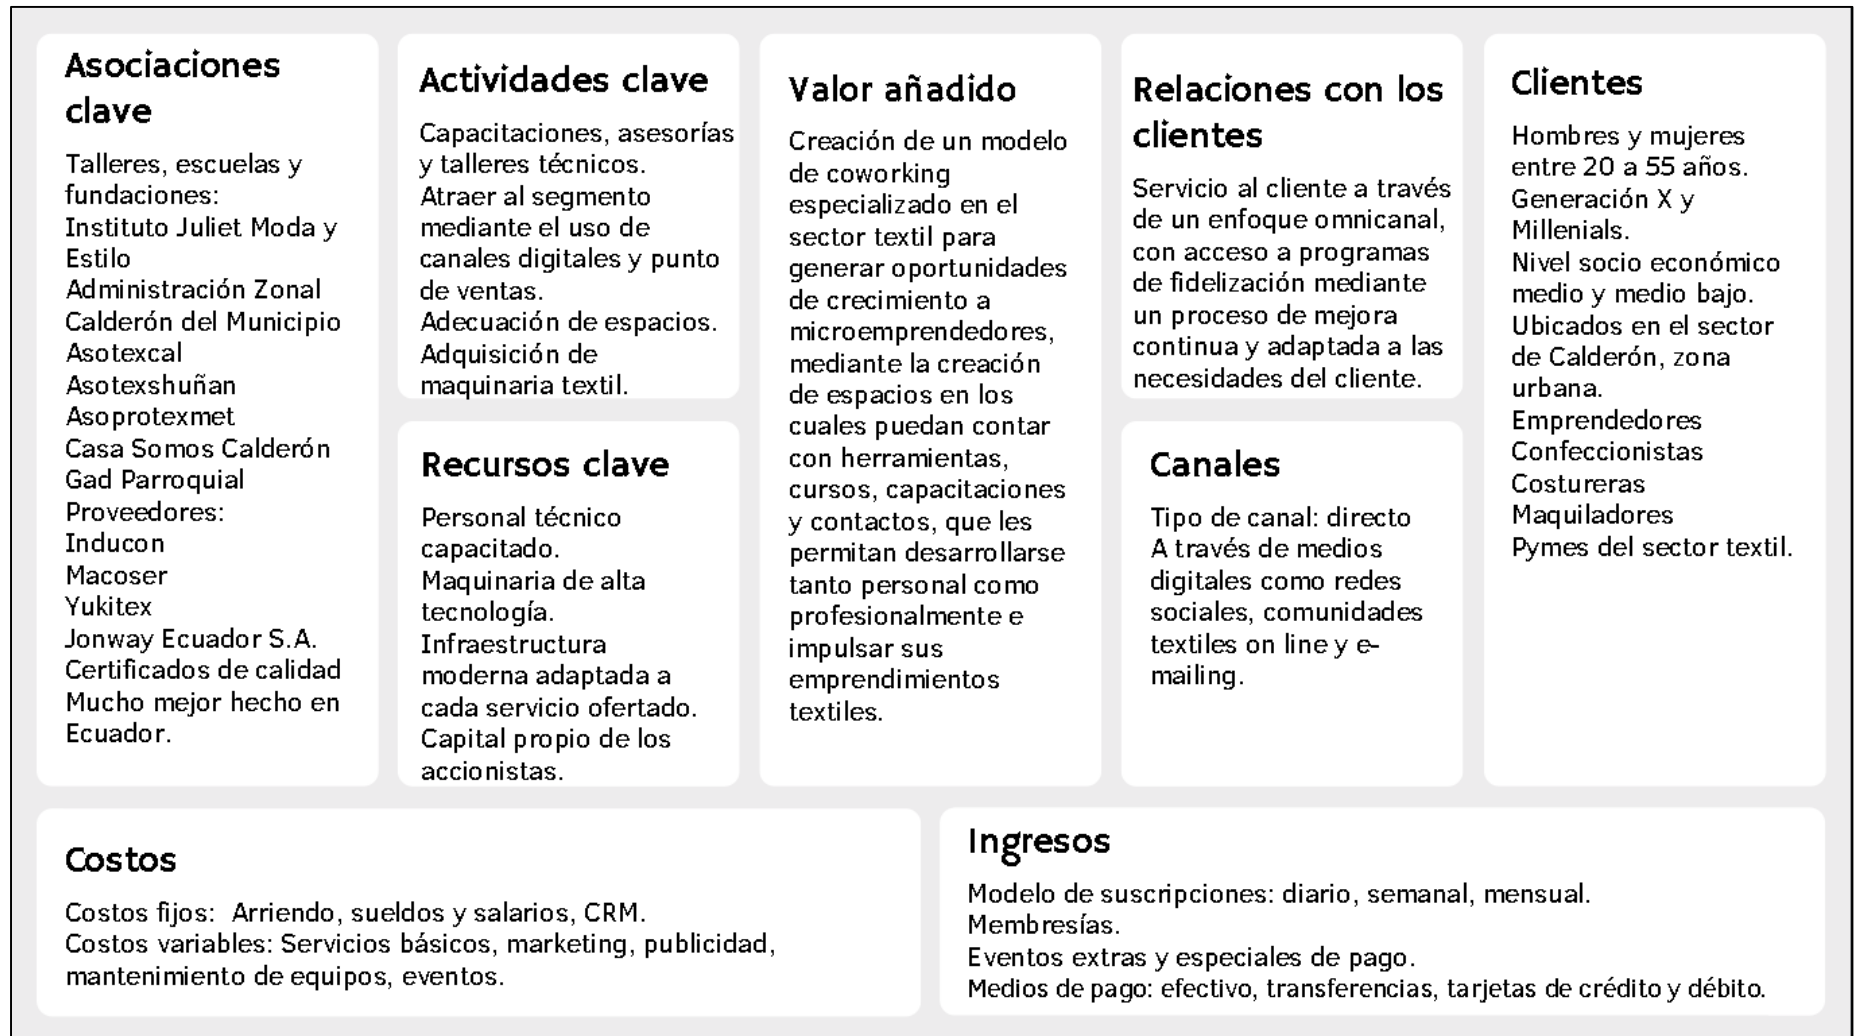 Asociaciones
clave
Talleres, escuelas y
fundaciones:
Instituto Juliet Moda y
Estilo
Administración Zonal
Calderón del Municipio
Asotexcal
Asotexshuñan
Asoprotexmet
Casa Somos Calderón
Gad Parroquial
Proveedores:
Inducon
Macoser
Yukitex
Jonway Ecuador S.A.
Certificados de calidad
Mucho mejor hecho en
Ecuador.
Actividades clave
Capacitaciones, asesorías
y talleres técnicos.
Atraer al segmento
mediante el uso de
canales digitales y punto
de ventas.
Adecuación de espacios.
Adquisición de
maquinaria textil.
Recursos clave
Personal técnico
capacitado.
Maquinaria de alta
tecnología.
Infraestructura
moderna adaptada a
cada servicio ofertado.
Capital propio de los
accionistas.
Valor añadido
Creación de un modelo
de coworking
especializado en el
sector textil para
generar oportunidades
de crecimiento a
microemprendedores,
mediante la creación
de espacios en los
cuales puedan contar
con herramientas,
cursos, capacitaciones
y contactos, que les
permitan desarrollarse
tanto personal como
profesionalmente e
impulsar sus
emprendimientos
textiles.
Relaciones con los
clientes
Servicio al cliente a través
de un enfoque omnicanal,
con acceso a programas
de fidelización mediante
un proceso de mejora
continua y adaptada a las
necesidades del cliente.
Canales
Tipo de canal: directo
A través de medios
digitales como redes
sociales, comunidades
textiles on line y e-
mailing.
Clientes
Hombres y mujeres
entre 20 a 55 años.
Generación X y
Millenials.
Nivel socio económico
medio y medio bajo.
Ubicados en el sector
de Calderón, zona
urbana.
Emprendedores
Confeccionistas
Costureras
Maquiladores
Pymes del sector textil.
Costos
Costos fijos:  Arriendo, sueldos y salarios, CRM.
Costos variables: Servicios básicos, marketing, publicidad,
mantenimiento de equipos, eventos.
Ingresos
Modelo de suscripciones: diario, semanal, mensual.
Membresías.
Eventos extras y especiales de pago.
Medios de pago: efectivo, transferencias, tarjetas de crédito y débito.